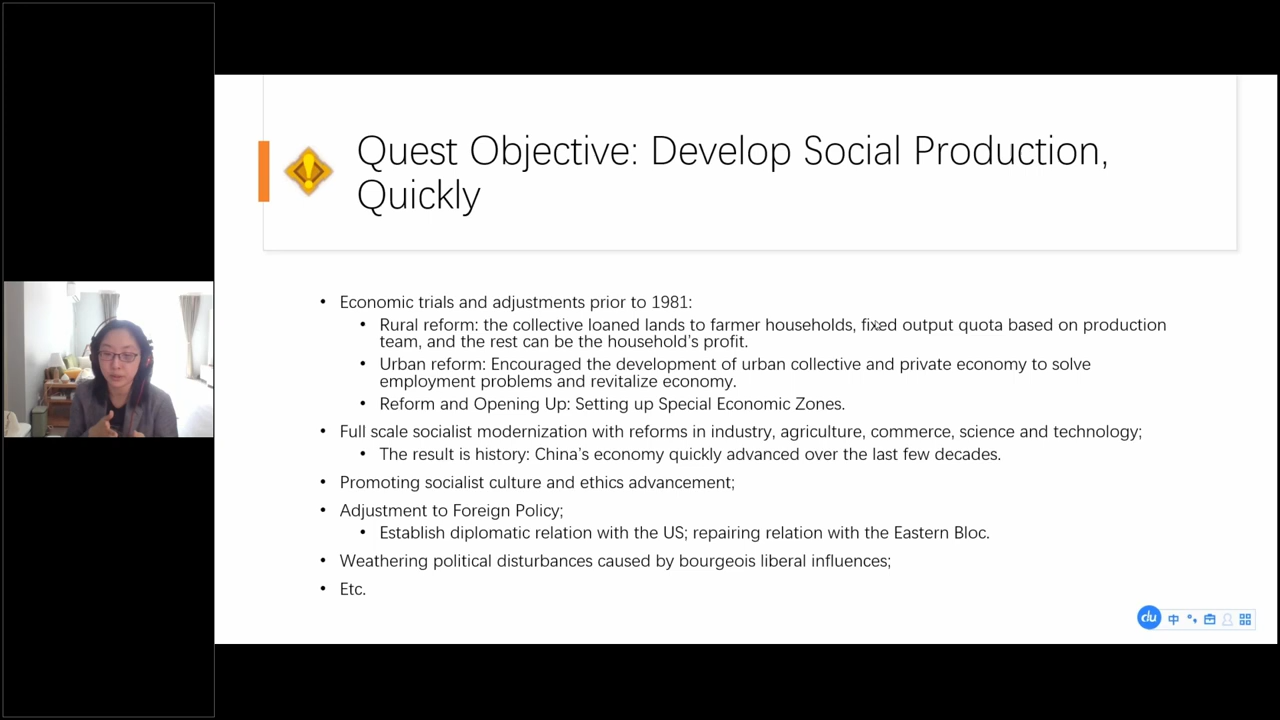 Quest Objective: Develop Social Production,
Quickly
• Economic trials and adjustments prior to 1981:
• Rural reform: the collective loaned lands to farmer households, fixed output quota based on production
team, and the rest can be the household's profit.
• Urban reform: Encouraged the development of urban collective and private economy to solve
employment problems and revitalize economy.
• Reform and Opening Up: Setting up Special Economic Zones.
• Full scale socialist modernization with reforms in industry, agriculture, commerce, science and technology;
• The result is history: China's economy quickly advanced over the last few decades.
• Promoting socialist culture and ethics advancement;
• Adjustment to Foreign Policy;
• Establish diplomatic relation with the US; repairing relation with the Eastern Bloc.
• Weathering political disturbances caused by bourgeois liberal influences;
• Etc.
du 中